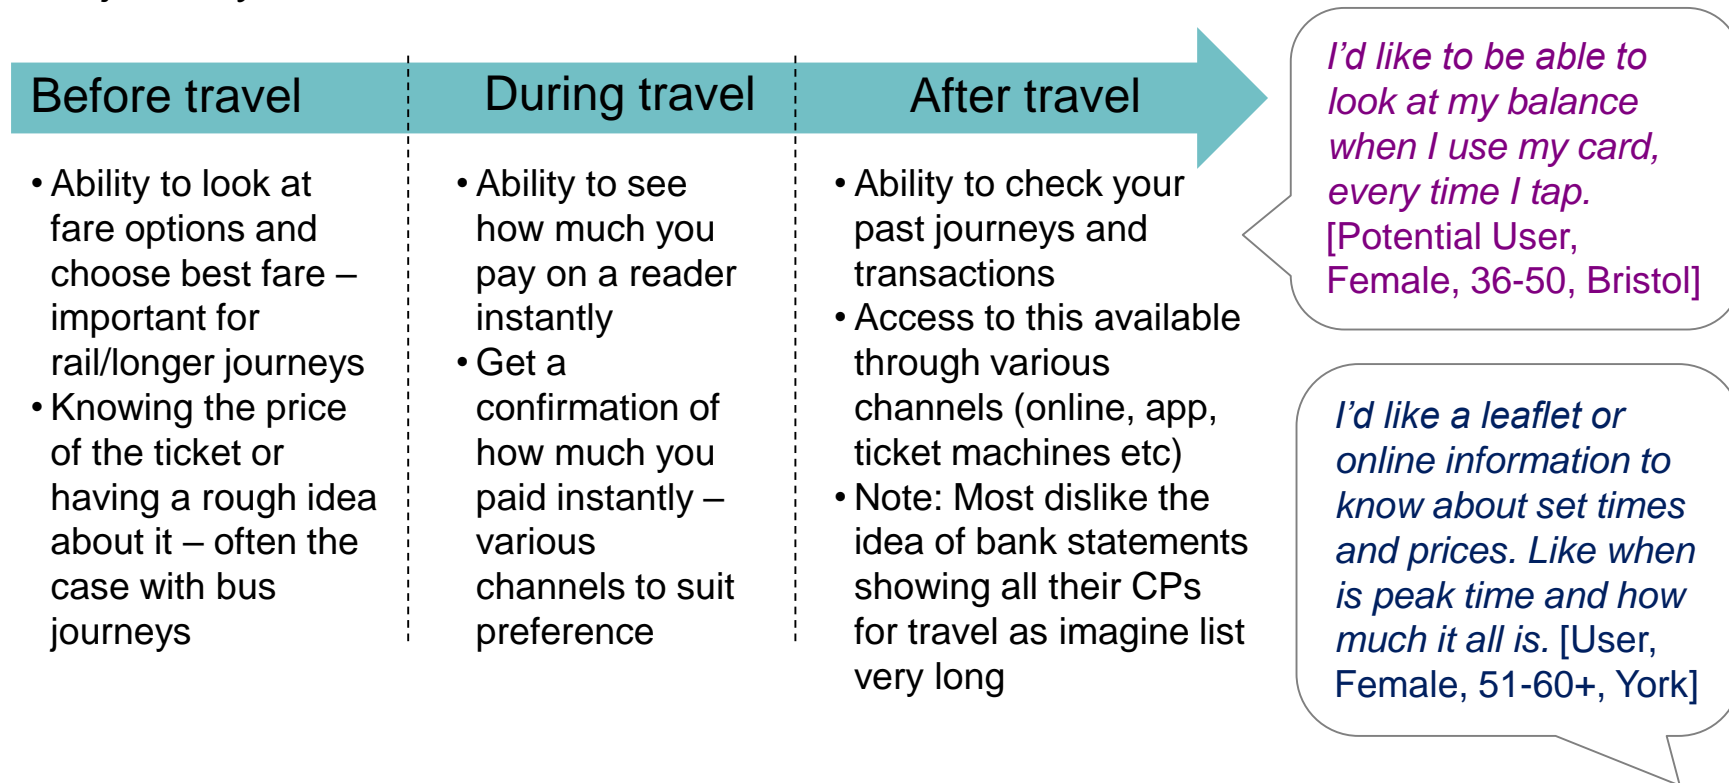 Before travel
During travel
After travel
• Ability to look at
fare options and
choose best fare –
important for
rail/longer journeys
• Knowing the price
of the ticket or
having a rough idea
about it – often the
case with bus
journeys
• Ability to see
how much you
pay on a reader
instantly
• Get a
confirmation of
how much you
paid instantly –
various
channels to suit
preference
• Ability to check your
past journeys and
transactions
• Access to this available
through various
channels (online, app,
ticket machines etc)
• Note: Most dislike the
idea of bank statements
showing all their CPs
for travel as imagine list
very long
I’d like to be able to
look at my balance
when I use my card,
every time I tap.
[Potential User,
Female, 36-50, Bristol]
I’d like a leaflet or
online information to
know about set times
and prices. Like when
is peak time and how
much it all is. [User,
Female, 51-60+, York]